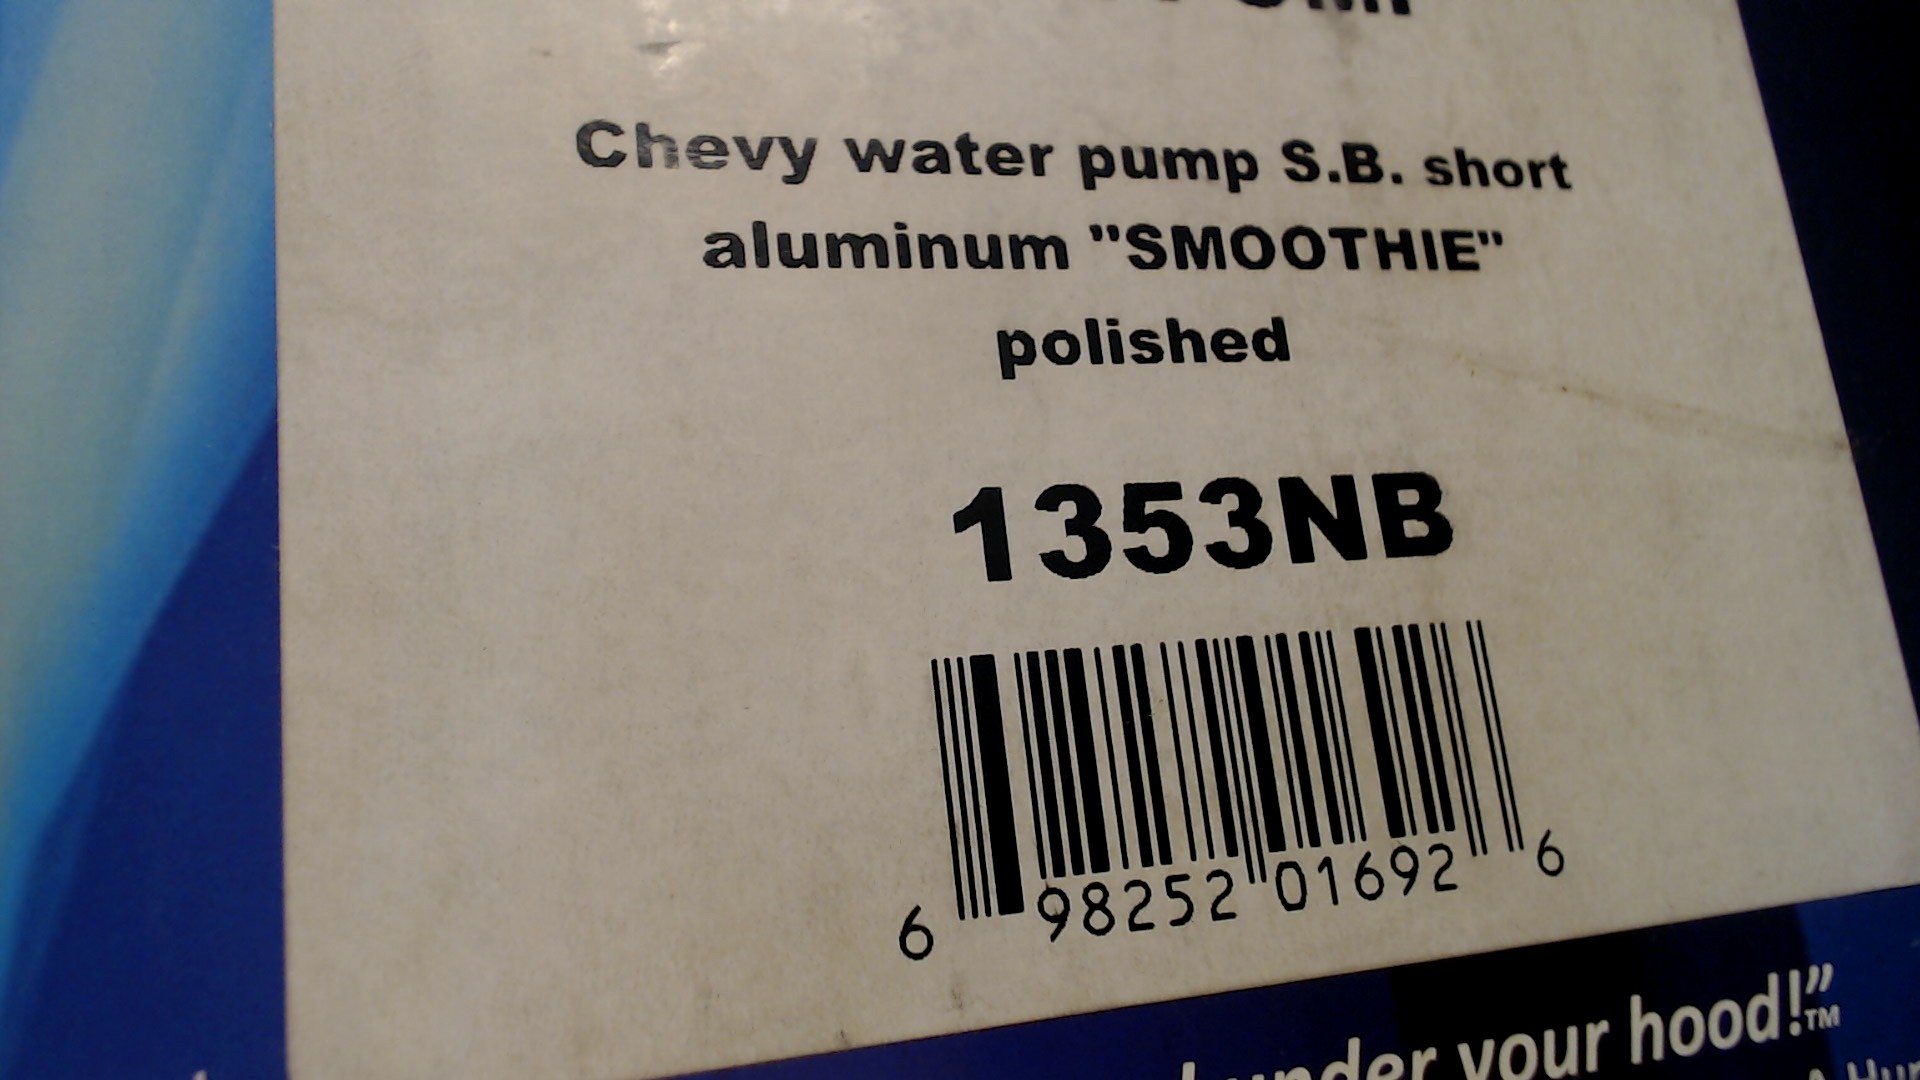 Chevy water pump S.B. short
aluminum "SMOOTHIE"
polished
1353NB
6 98252 01692 6
under your hood!”™